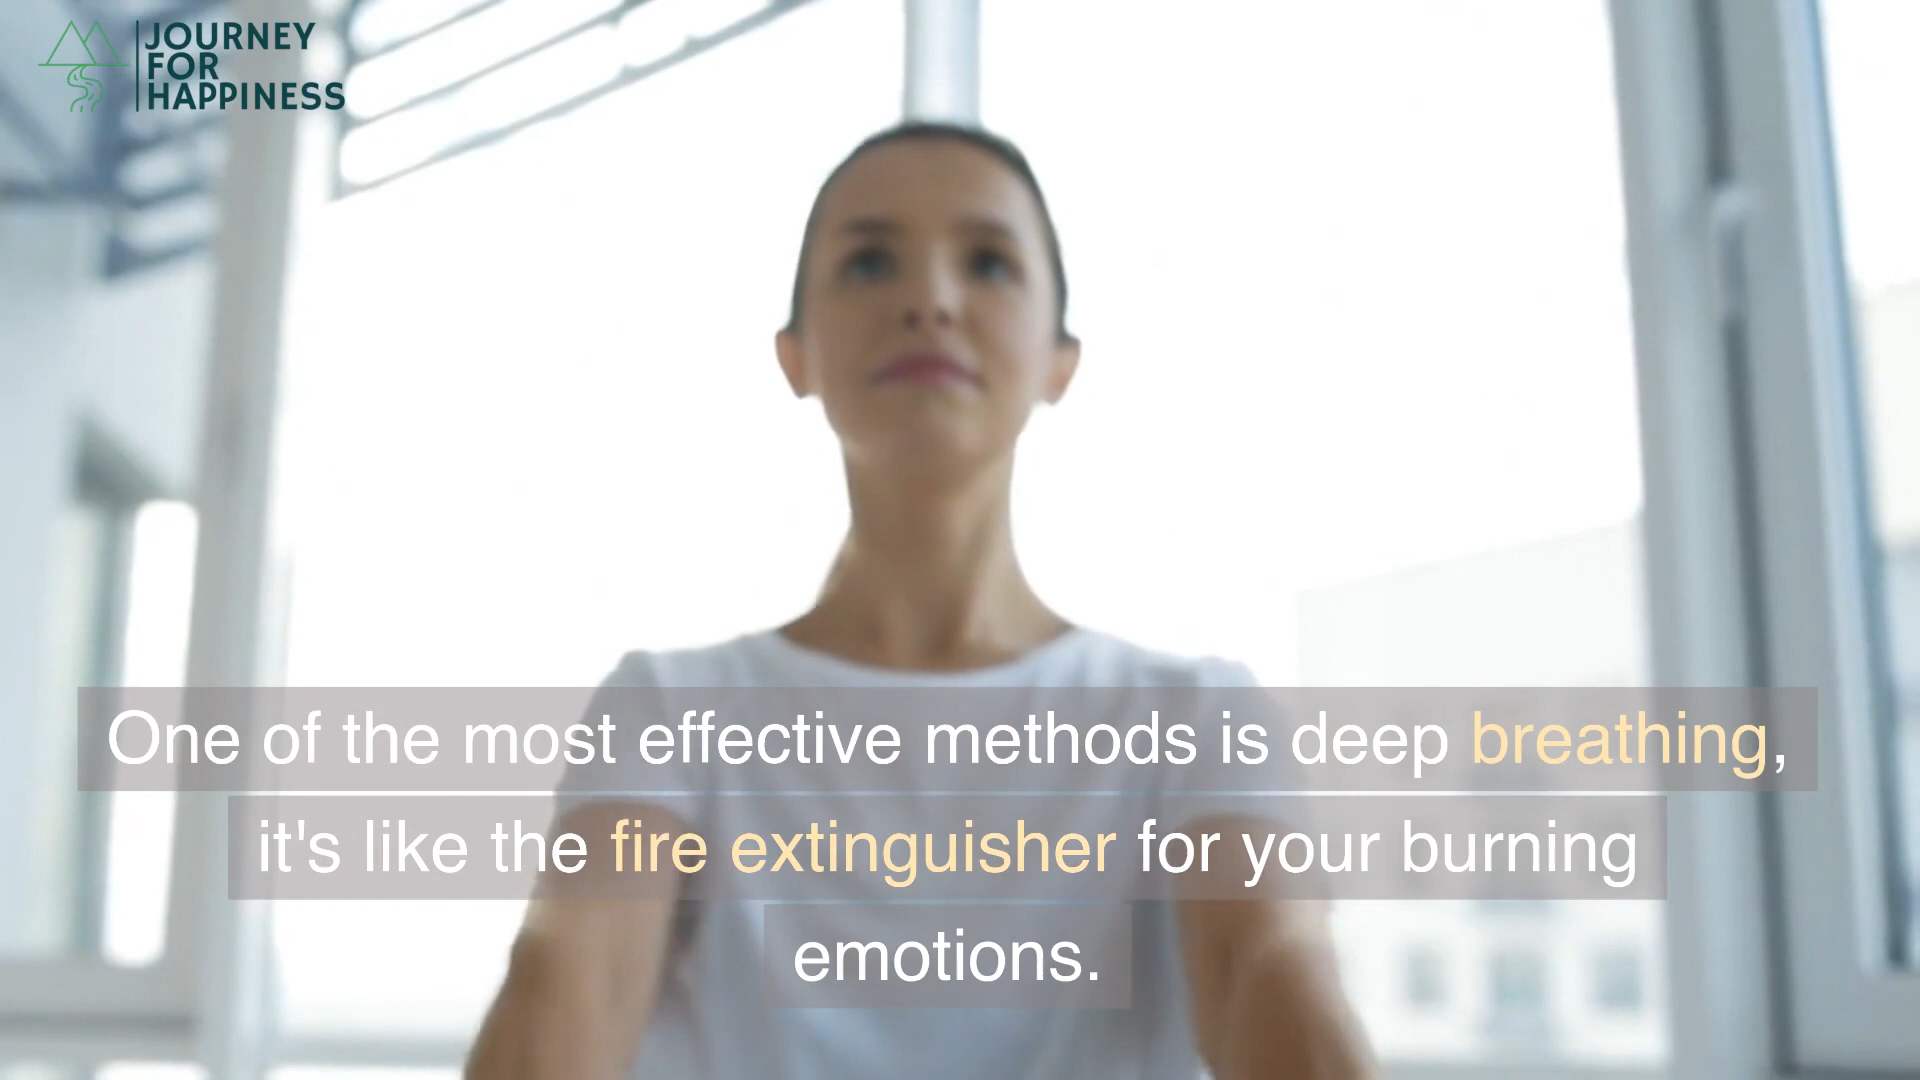 JOURNEY
FOR
HAPPINESS
One of the most effective methods is deep breathing,
it's like the fire extinguisher for your burning
emotions.